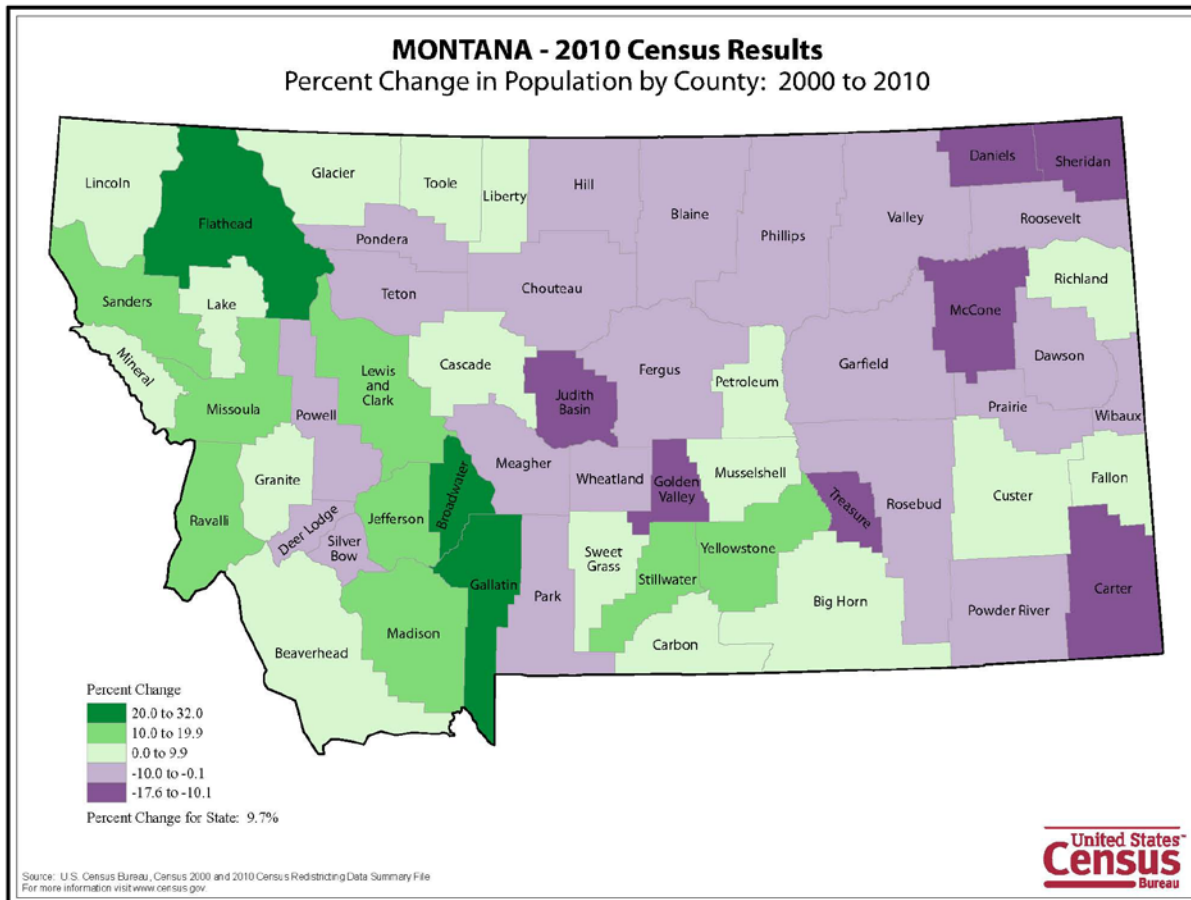 MONTANA - 2010 Census Results
Percent Change in Population by County: 2000 to 2010
Lincoln
Flathead
Glacier
Toole
Liberty
Hill
Blaine
Phillips
Valley
Daniels
Sheridan
Roosevelt
Pondera
Teton
Chouteau
Richland
McCone
Sanders
Lake
Mineral
Missoula
Powell
Lewis
and
Clark
Cascade
Judith
Basin
Fergus
Petroleum
Garfield
Dawson
Prairie
Wibaux
Granite
Ravalli
Deer Lodge
Silver
Bow
Jefferson
Broadwater
Meagher
Wheatland
Golden
Valley
Musselshell
Treasure
Rosebud
Custer
Fallon
Beaverhead
Madison
Gallatin
Park
Sweet
Grass
Stillwater
Yellowstone
Carbon
Big Horn
Powder River
Carter
Percent Change
20.0 to 32.0
10.0 to 19.9
0.0 to 9.9
-10.0 to -0.1
-17.6 to -10.1
Percent Change for State: 9.7%
Source: U.S. Census Bureau, Census 2000 and 2010 Census Redistricting Data Summary File
For more information visit www.census.gov.
United States™
Census
Bureau